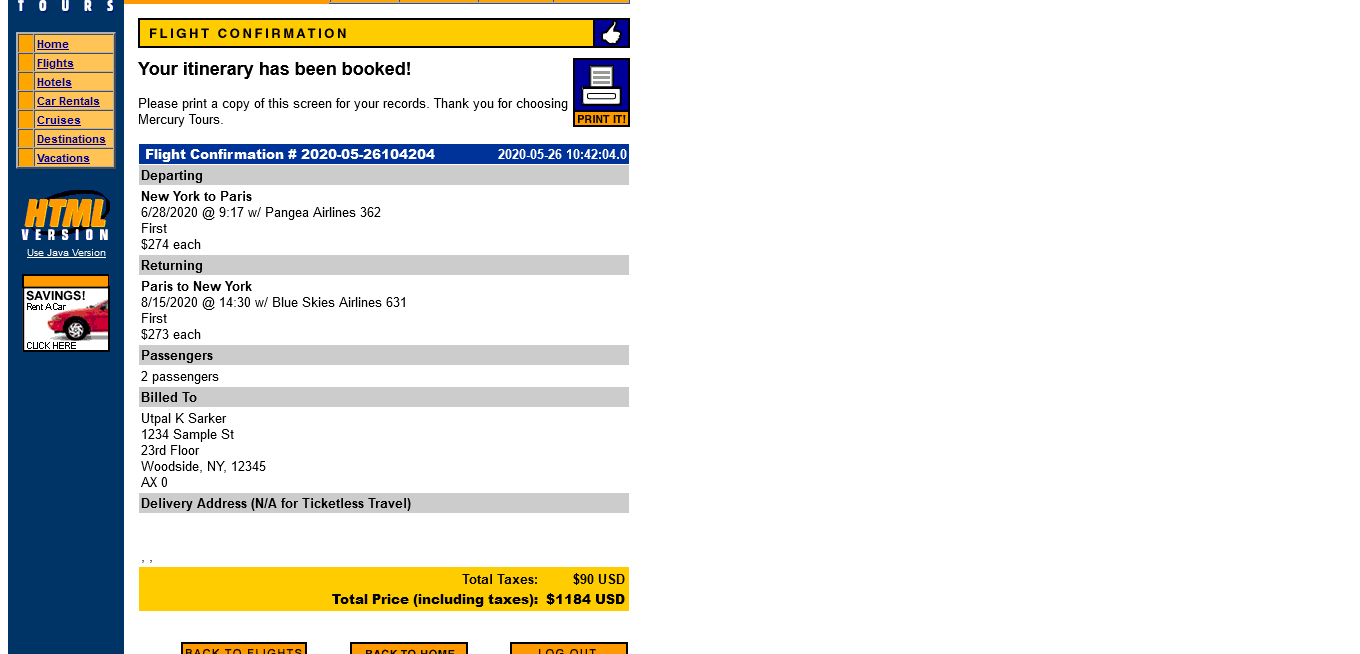 TOURS
Home
Flights
Hotels
Car Rentals
Cruises
Destinations
Vacations
HTML
VERSION
Use Java Version
SAVINGS!
Rent A Car
CLICK HERE
FLIGHT CONFIRMATION
Your itinerary has been booked!
Please print a copy of this screen for your records. Thank you for choosing
Mercury Tours.
PRINT IT!
Flight Confirmation # 2020-05-26104204 2020-05-26 10:42:04.0
Departing
New York to Paris
6/28/2020 @ 9:17 w/ Pangea Airlines 362
First
$274 each
Returning
Paris to New York
8/15/2020 @ 14:30 w/ Blue Skies Airlines 631
First
$273 each
Passengers
2 passengers
Billed To
Utpal K Sarker
1234 Sample St
23rd Floor
Woodside, NY, 12345
AX 0
Delivery Address (N/A for Ticketless Travel)
, ,
Total Taxes: $90 USD
Total Price (including taxes): $1184 USD
BACK TO FLIGHTS BACK TO HOME LOG OUT